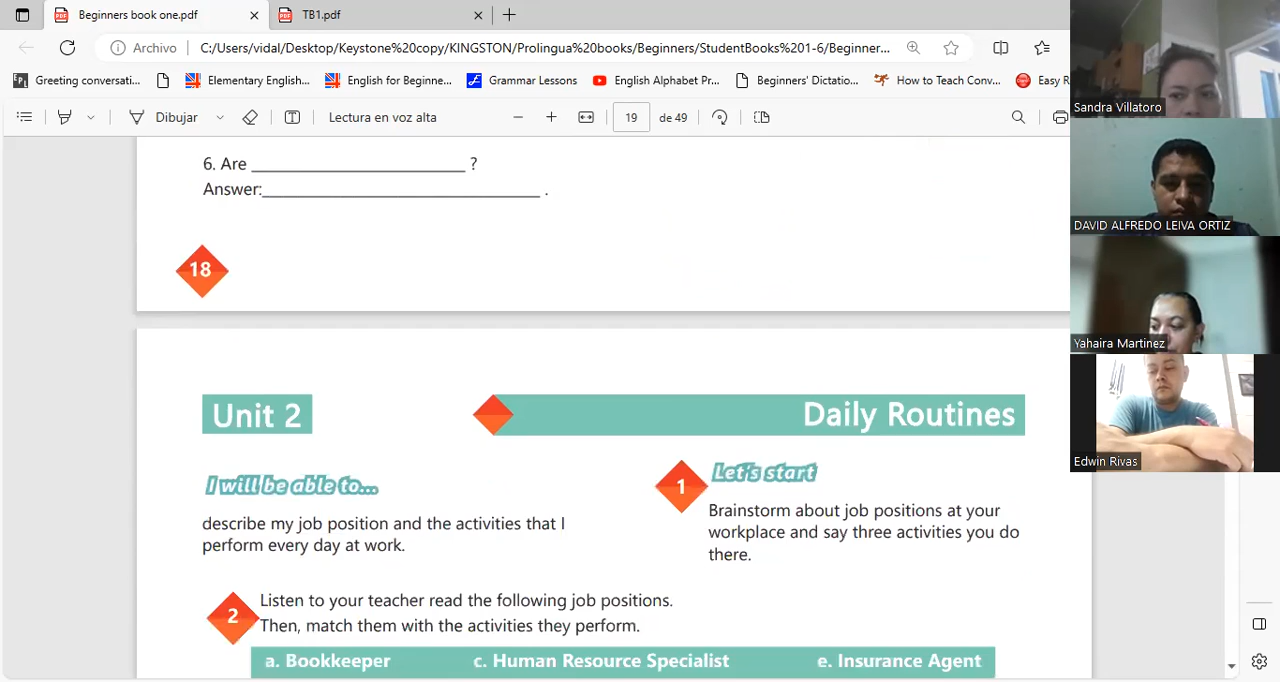 Beginners book one.pdf
TB1.pdf
Archivo
C:/Users/vidal/Desktop/Keystone%20copy/KINGSTON/Prolingua%20books/Beginners/StudentBooks%201-6/Beginner...
Greeting conversati...
Elementary English...
English for Beginne...
Grammar Lessons
English Alphabet Pr...
Beginners' Dictatio...
How to Teach Conv...
Easy R
Dibujar
Lectura en voz alta
19 de 49
6. Are ______________________ ?
Answer:_____________________________ .
18
Unit 2
Daily Routines
I will be able to...
describe my job position and the activities that I
perform every day at work.
1
Let's start
Brainstorm about job positions at your
workplace and say three activities you do
there.
2
Listen to your teacher read the following job positions.
Then, match them with the activities they perform.
a. Bookkeeper
c. Human Resource Specialist
e. Insurance Agent
Sandra Villatoro
DAVID ALFREDO LEIVA ORTIZ
Yahaira Martinez
Edwin Rivas